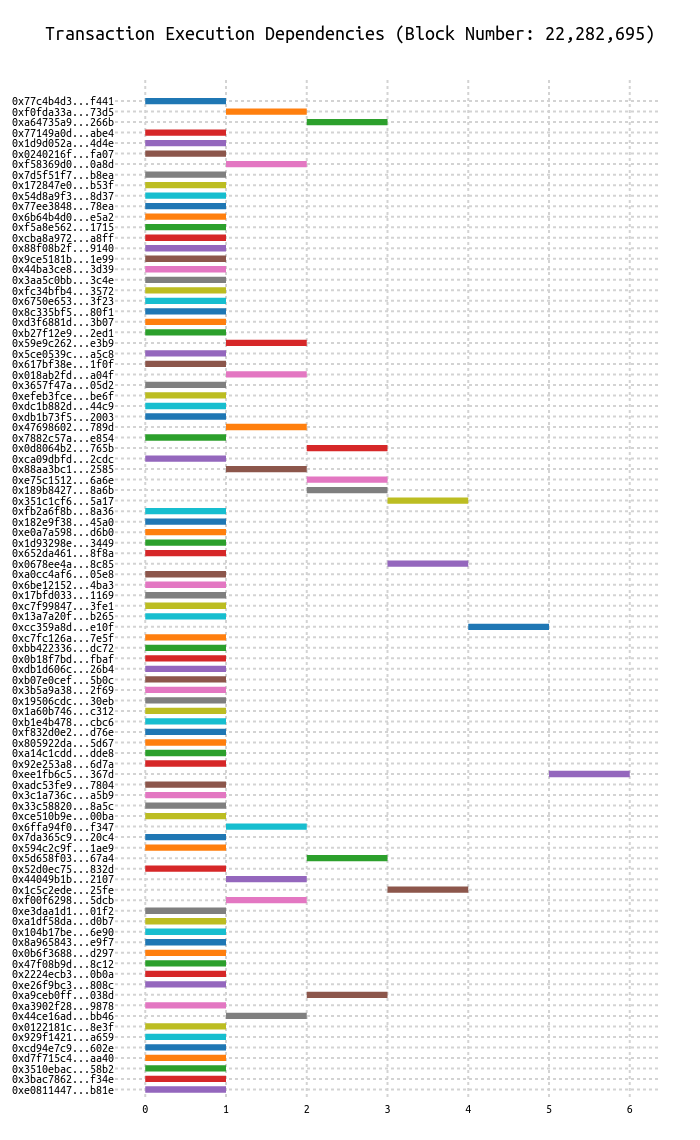 Transaction Execution Dependencies (Block Number: 22,282,695)
0x77c4b4d3...f441
0xf0fda33a...73d5
0xa64735a9...266b
0x77149a0d...abe4
0x1d9d052a...4d4e
0x0240216f...fa07
0xf58369d0...0a8d
0x7d5f51f7...b8ea
0x172847e0...b53f
0x54d8a9f3...8d37
0x77ee3848...78ea
0x6b64b4d0...e5a2
0xf5a8e562...1715
0xcba8a972...a8ff
0x88f08b2f...9140
0x9ce5181b...1e99
0x44ba3ce8...3d39
0x3aa5c0bb...3c4e
0xfc34bfb4...3572
0x6750e653...3f23
0x8c335bf5...80f1
0xd3f6881d...3b07
0xb27f12e9...2ed1
0x59e9c262...e3b9
0x5ce0539c...a5c8
0x617bf38e...1f0f
0x018ab2fd...a04f
0x3657f47a...05d2
0xefeb3fce...be6f
0xdc1b882d...44c9
0xdb1b73f5...2003
0x47698602...789d
0x7882c57a...e854
0x0d8064b2...765b
0xca09dbfd...2cdc
0x88aa3bc1...2585
0xe75c1512...6a6e
0x189b8427...8a6b
0x351c1cf6...5a17
0xfb2a6f8b...8a36
0x182e9f38...45a0
0xe0a7a598...d6b0
0x1d93298e...3449
0x652da461...8f8a
0x0678ee4a...8c85
0xa0cc4af6...05e8
0x6be12152...4ba3
0x17bfd033...1169
0xc7f99847...3fe1
0x13a7a20f...b265
0xcc359a8d...e10f
0xc7fc126a...7e5f
0xbb422336...dc72
0x0b18f7bd...fbaf
0xdb1d606c...26b4
0xb07e0cef...5b0c
0x3b5a9a38...2f69
0x19506cdc...30eb
0x1a60b746...c312
0xb1e4b478...cbc6
0xf832d0e2...d76e
0x805922da...5d67
0xa14c1cdd...dde8
0x92e253a8...6d7a
0xee1fb6c5...367d
0xadc53fe9...7804
0x3c1a736c...a5b9
0x33c58820...8a5c
0xce510b9e...00ba
0x6ffa94f0...f347
0x7da365c9...20c4
0x594c2c9f...1ae9
0x5d658f03...67a4
0x52d0ec75...832d
0x44049b1b...2107
0x1c5c2ede...25fe
0xf00f6298...5dcb
0xe3daa1d1...01f2
0xa1df58da...d0b7
0x104b17be...6e90
0x8a965843...e9f7
0x0b6f3688...d297
0x47f08b9d...8c12
0x2224ecb3...0b0a
0xe26f9bc3...808c
0xa9ceb0ff...038d
0xa3902f28...9878
0x44ce16ad...bb46
0x0122181c...8e3f
0x929f1421...a659
0xcd94e7c9...602e
0xd7f715c4...aa40
0x3510ebac...58b2
0x3bac7862...f34e
0xe0811447...b81e
0 1 2 3 4 5 6